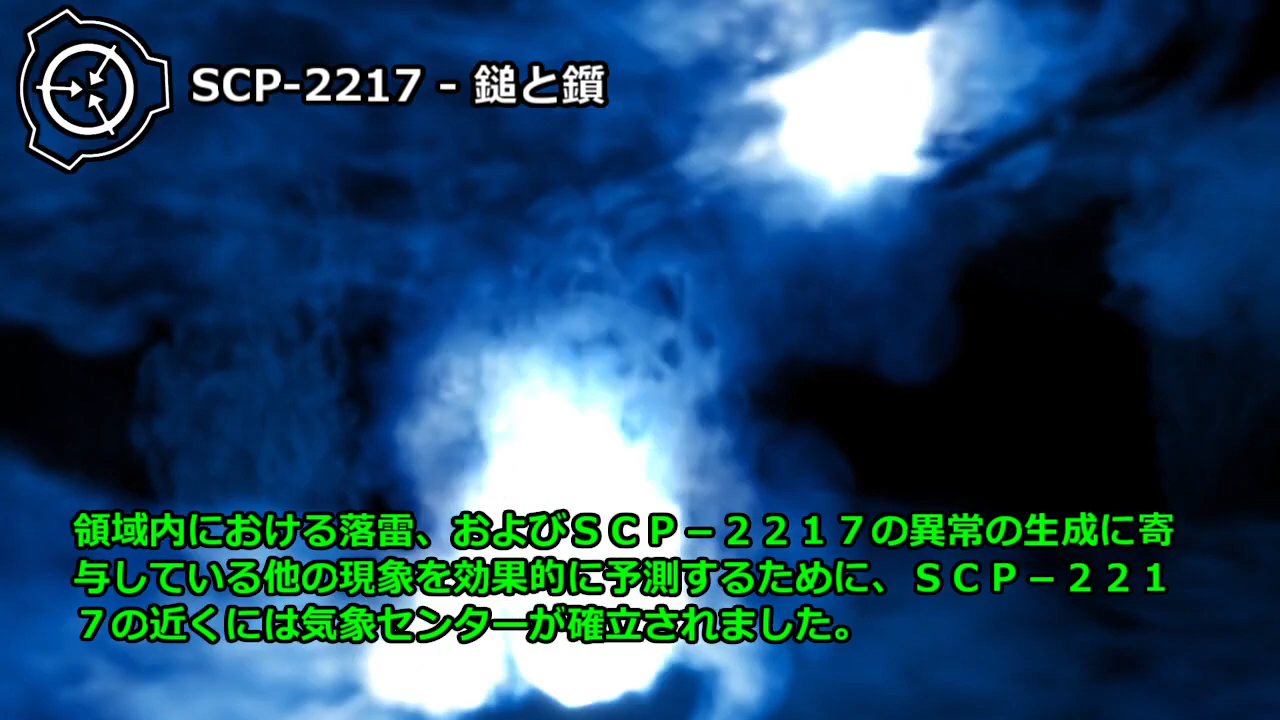 SCP-2217 - 鎚と鑕
領域内における落雷、およびＳＣＰ－２２１７の異常の生成に寄
与している他の現象を効果的に予測するために、ＳＣＰ－２２１
７の近くには気象センターが確立されました。